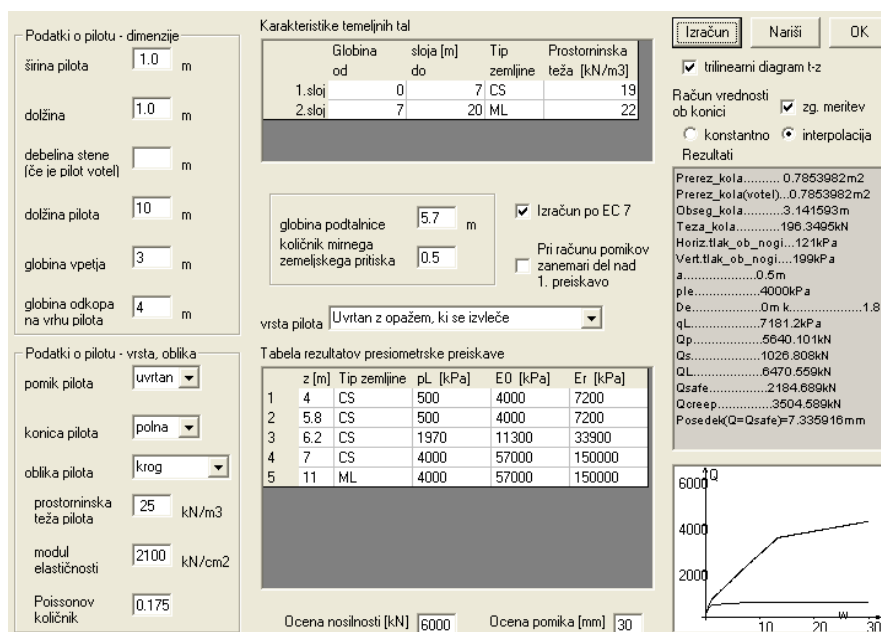 Podatki o pilotu - dimenzije
širina pilota 1.0 m
dolžina 1.0 m
debelina stene
(če je pilot votel) m
dolžina pilota 10 m
globina vpetja 3 m
globina odkopa
na vrhu pilota 4 m
Podatki o pilotu - vrsta, oblika
pomik pilota uvrtan
konica pilota polna
oblika pilota krog
prostorninska
teža pilota 25 kN/m3
modul
elastičnosti 2100 kN/cm2
Poissonov
količnik 0.175
Karakteristike temeljnih tal
Globina sloja [m] Tip Prostorninska
od do zemljine teža [kN/m3]
1.sloj 0 7 CS 19
2.sloj 7 20 ML 22
globina podtalnice 5.7 m
količnik mirnega
zemeljskega pritiska 0.5
Izračun po EC 7
Pri računu pomikov
zanemari del nad
1. preiskavo
vrsta pilota Uvrtan z opažem, ki se izvleče
Tabela rezultatov presiometrske preiskave
z [m] Tip zemljine pL [kPa] E0 [kPa] Er [kPa]
1 4 CS 500 4000 7200
2 5.8 CS 500 4000 7200
3 6.2 CS 1970 11300 33900
4 7 CS 4000 57000 150000
5 11 ML 4000 57000 150000
Ocena nosilnosti [kN] 6000 Ocena pomika [mm] 30
Izračun Nariši OK
trilinearni diagram t-z
Račun vrednosti
ob konici zg. meritev
konstantno interpolacija
Rezultati
Prerez_kola.......... 0.7853982m2
Prerez_kola(votel)...0.7853982m2
Obseg_kola..........3.141593m
Teza_kola............196.3495kN
Horiz.tlak_ob_nogi...121kPa
Vert.tlak_ob_nogi....199kPa
a....................0.5m
ple..................4000kPa
De...................0m k...................1.8
qL...................7181.2kPa
Qp...................5640.101kN
Qs...................1026.808kN
QL...................6470.559kN
Qsafe................2184.689kN
Qcreep...............3504.589kN
Posedek(Q=Qsafe)=7.335916mm
6000 Q
4000
2000
10 20 w 30